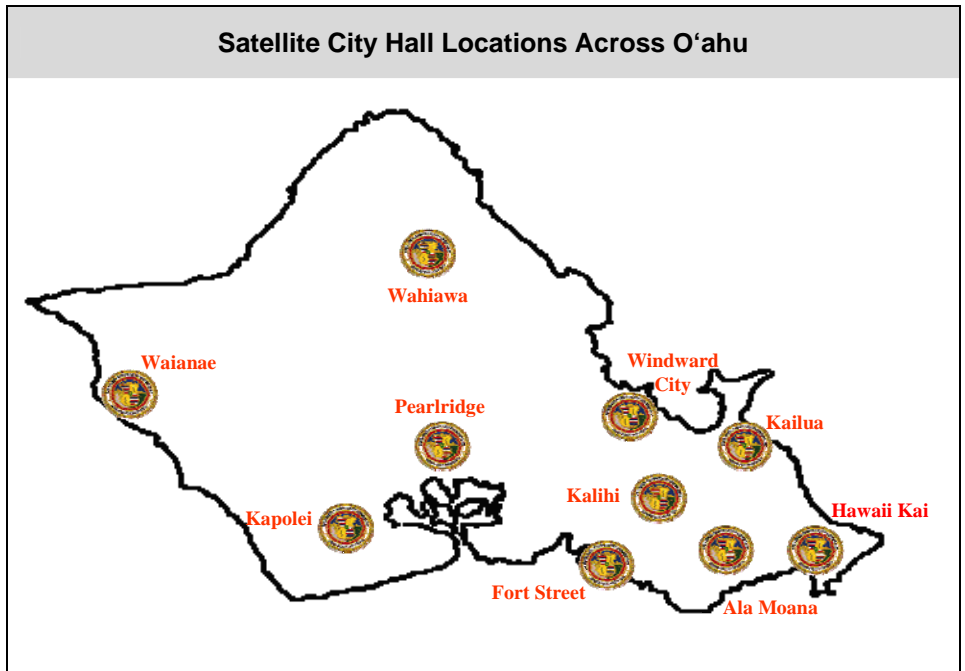 Satellite City Hall Locations Across Oʻahu
Wahiawa
Waianae
Windward
City
Pearlridge
Kailua
Kalihi
Hawaii Kai
Kapolei
Fort Street
Ala Moana